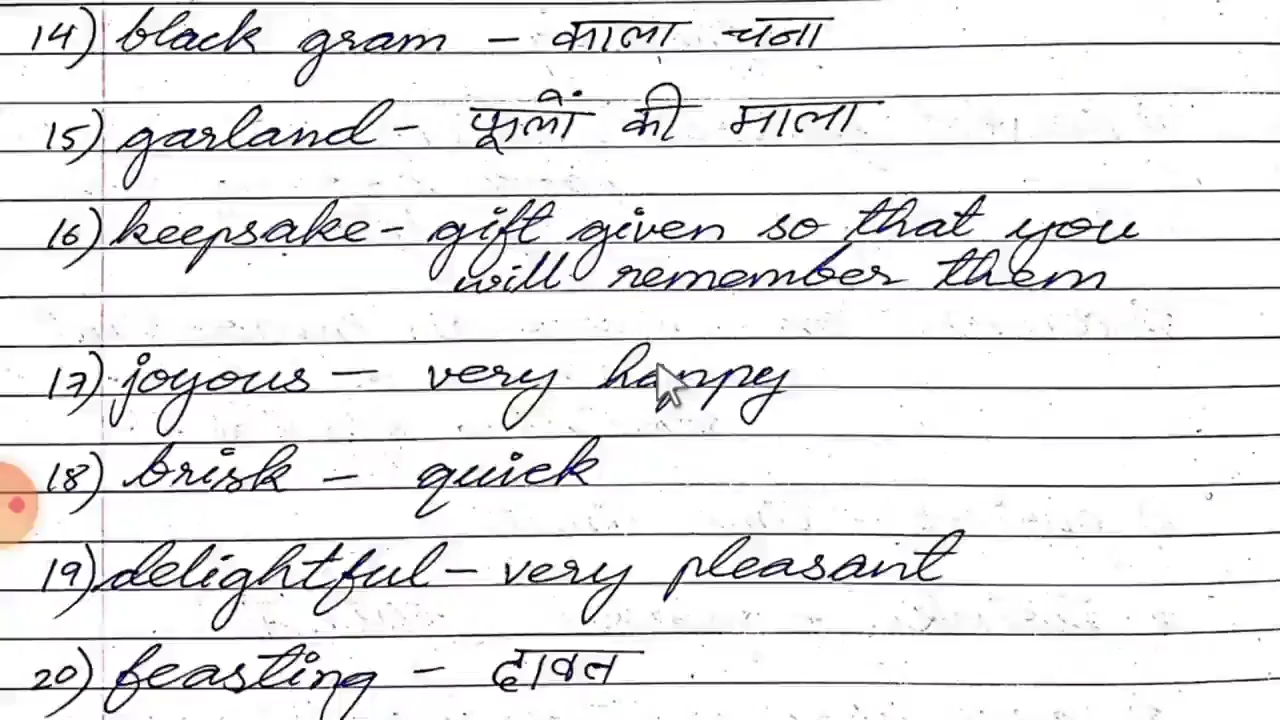 14) black gram - काला चना
15) garland - फूलों की माला
16) keepsake - gift given so that you
will remember them
17) joyous - very happy
18) brisk - quick
19) delightful - very pleasant
20) feasting - दावत